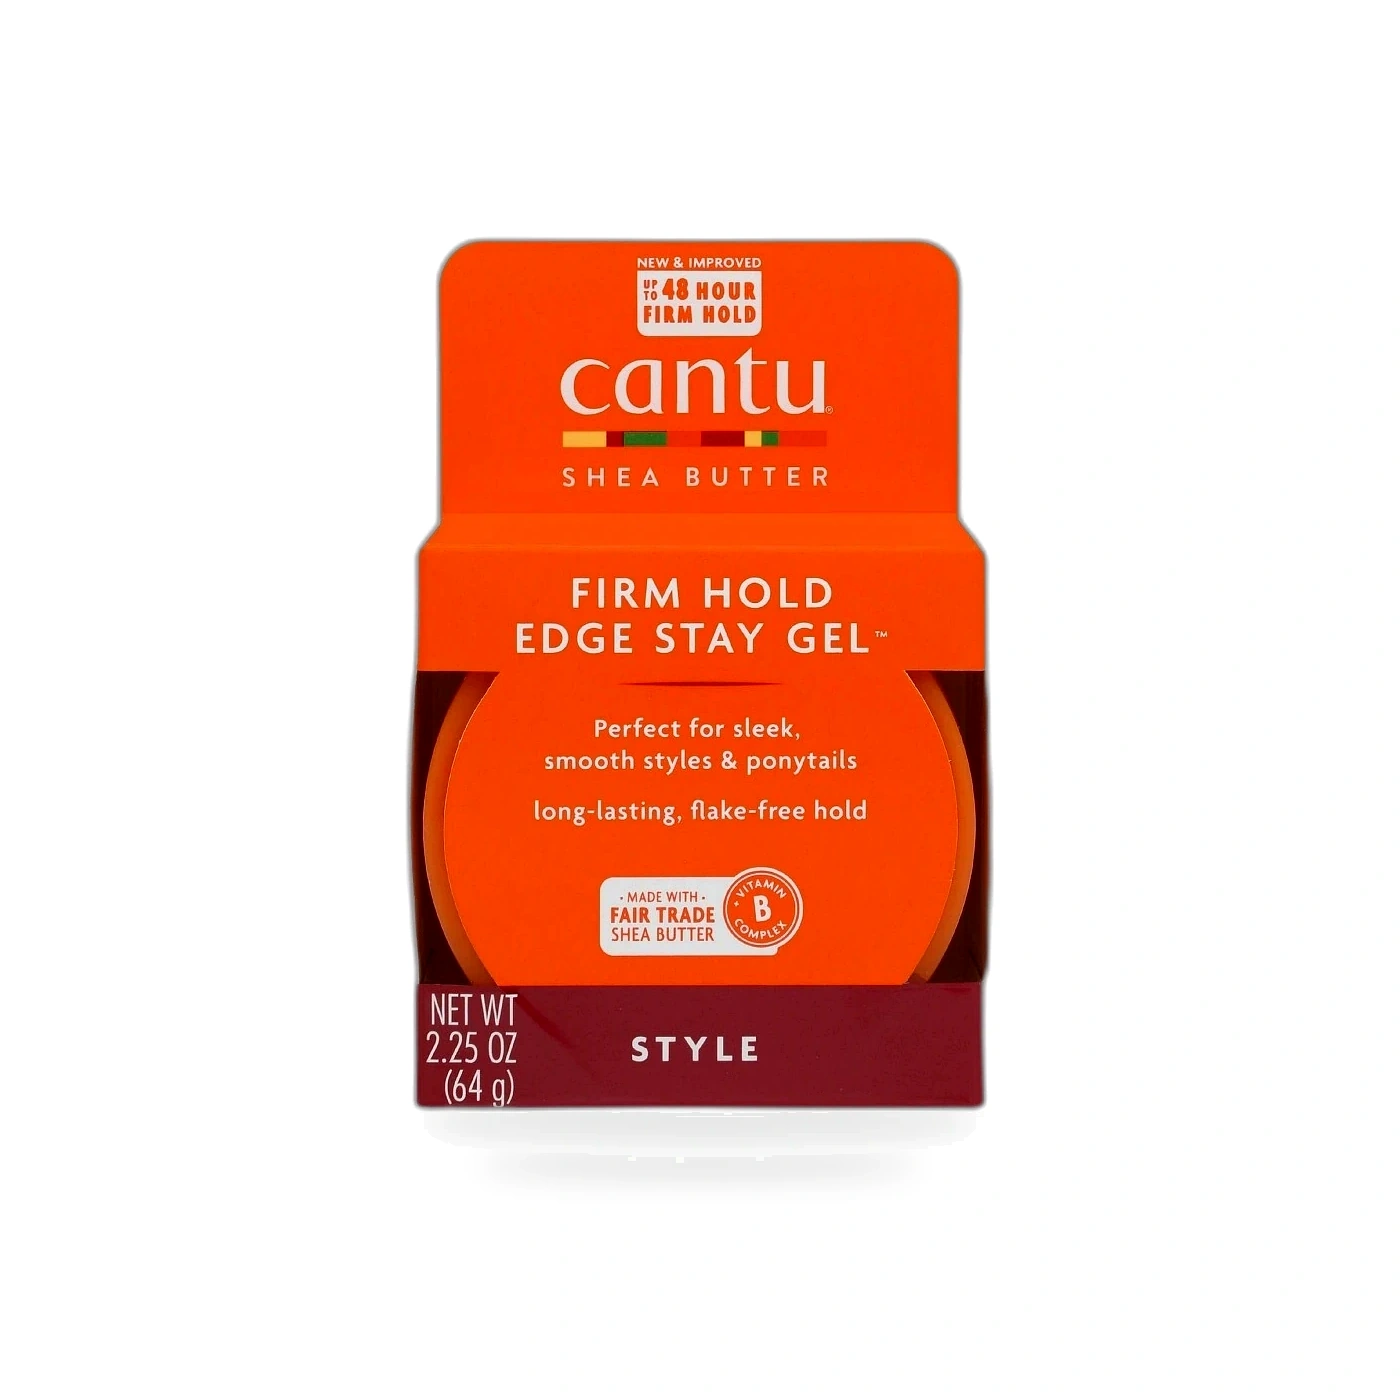 NEW & IMPROVED
UP TO 48 HOUR
FIRM HOLD
cantu®
SHEA BUTTER
FIRM HOLD
EDGE STAY GEL™
Perfect for sleek,
smooth styles & ponytails
long-lasting, flake-free hold
• MADE WITH •
FAIR TRADE
SHEA BUTTER
+ VITAMIN
B
COMPLEX
NET WT
2.25 OZ
(64 g)
STYLE